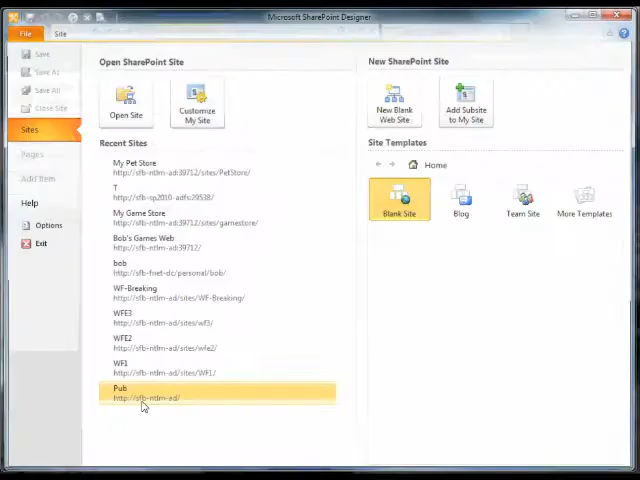 Microsoft SharePoint Designer
File
Site
Save
Save As
Save All
Close Site
Sites
Pages
Add Item
Help
Options
Exit
Open SharePoint Site
Open Site
Customize
My Site
Recent Sites
My Pet Store
http://sfb-ntlm-ad:39712/sites/PetStore/
T
http://sfb-sp2010-adfs:29538/
My Game Store
http://sfb-ntlm-ad:39712/sites/gamestore/
Bob's Games Web
http://sfb-ntlm-ad:39712/
bob
http://sfb-fnet-dc/personal/bob/
WF-Breaking
http://sfb-ntlm-ad/sites/WF-Breaking/
WFE3
http://sfb-ntlm-ad/sites/wf3/
WFE2
http://sfb-ntlm-ad/sites/wfe2/
WF1
http://sfb-ntlm-ad/sites/WF1/
Pub
http://sfb-ntlm-ad/
New SharePoint Site
New Blank
Web Site
Add Subsite
to My Site
Site Templates
Home
Blank Site
Blog
Team Site
More Templates